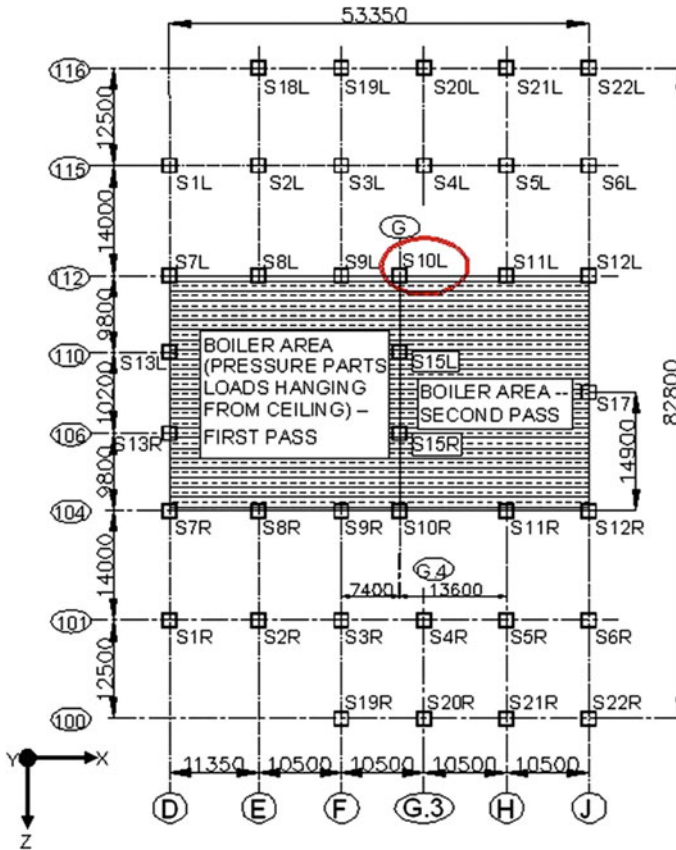 53350
116
S18L S19L S20L S21L S22L
12500
115
S1L S2L S3L S4L S5L S6L
14000
G
S7L S8L S9L S10L S11L S12L
112
9800
BOILER AREA
(PRESSURE PARTS
LOADS HANGING
FROM CEILING) –
FIRST PASS
110
S13L
S15L
BOILER AREA --
SECOND PASS
S17
10200
82800
106
S13R
S15R
14900
9800
104
S7R S8R S9R S10R S11R S12R
14000
G.4
7400 13600
101
S1R S2R S3R S4R S5R S6R
12500
S19R S20R S21R S22R
100
Y X
11350 10500 10500 10500 10500
D E F G.3 H J
Z